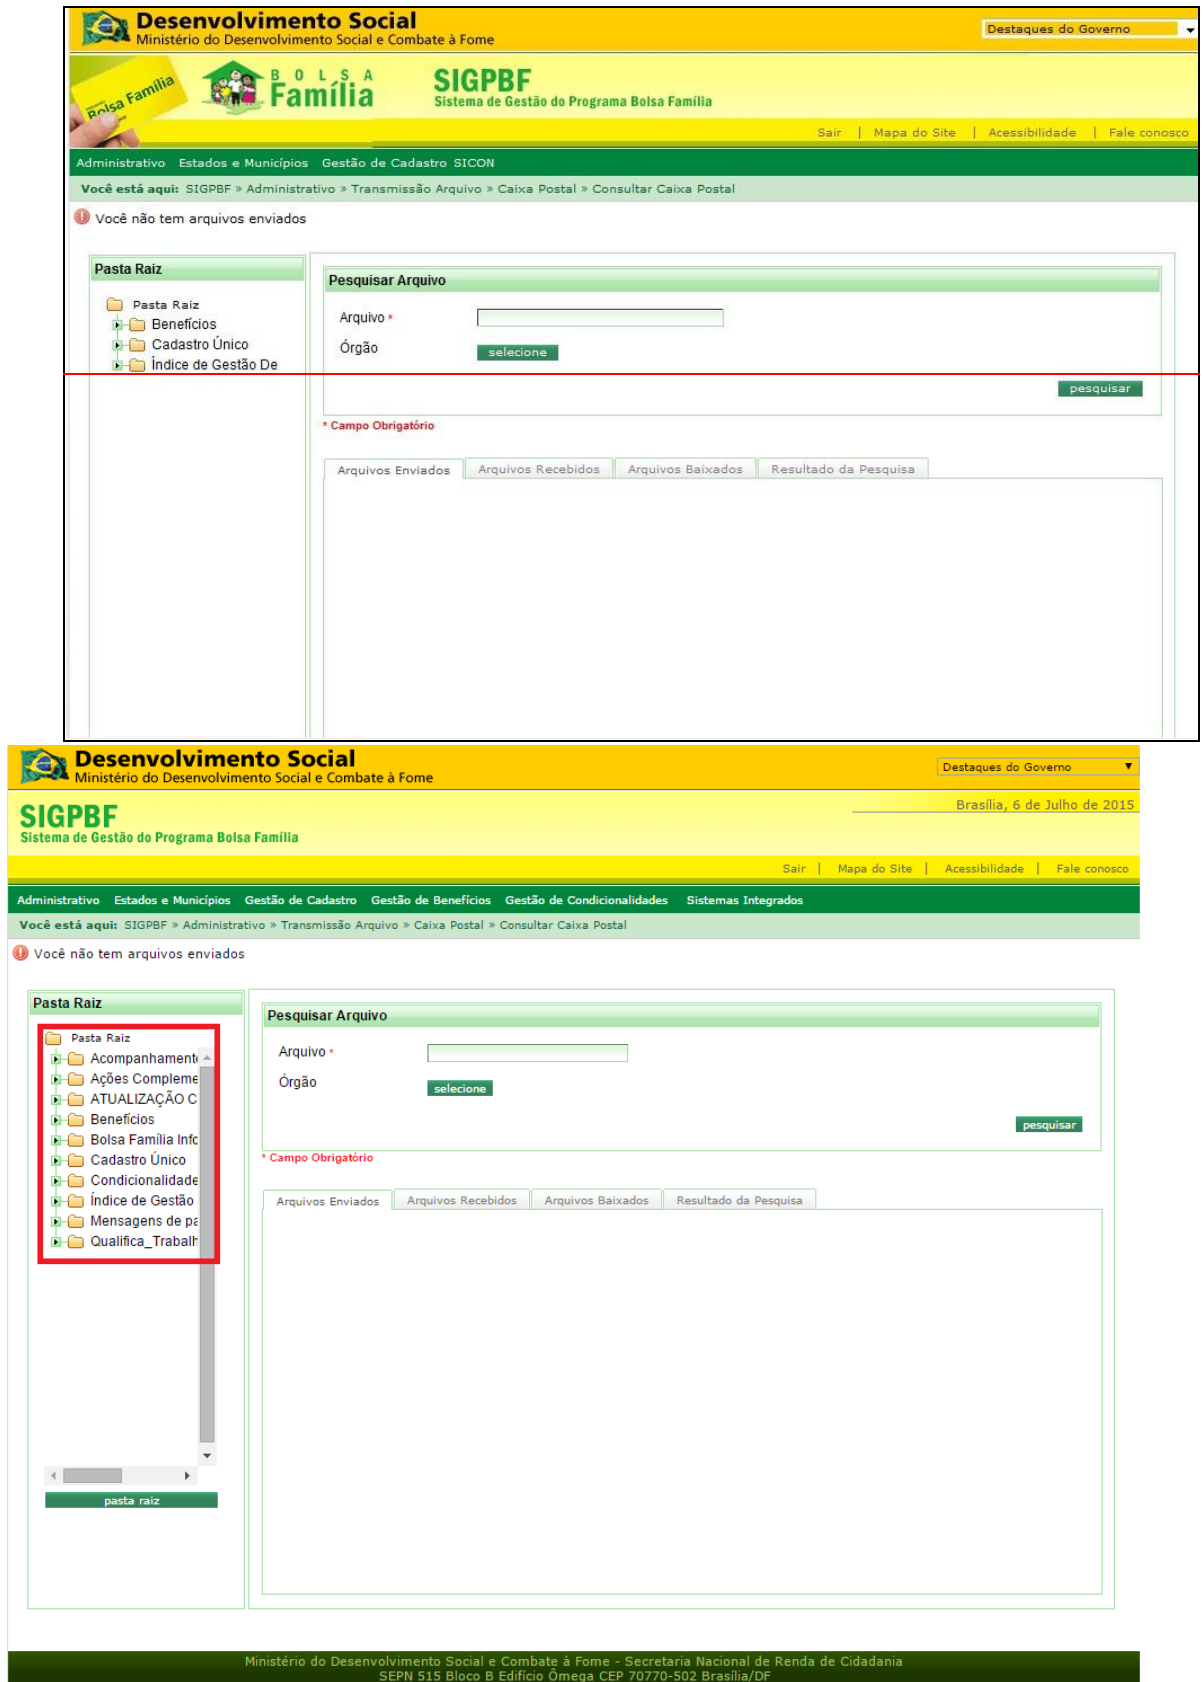 Desenvolvimento Social
Ministério do Desenvolvimento Social e Combate à Fome
Destaques do Governo
Bolsa Família
BOLSA
Família
SIGPBF
Sistema de Gestão do Programa Bolsa Família
Sair | Mapa do Site | Acessibilidade | Fale conosco
Administrativo Estados e Municípios Gestão de Cadastro SICON
Você está aqui: SIGPBF » Administrativo » Transmissão Arquivo » Caixa Postal » Consultar Caixa Postal
Você não tem arquivos enviados
Pasta Raiz
Pasta Raiz
Benefícios
Cadastro Único
Índice de Gestão De
Pesquisar Arquivo
Arquivo *
Órgão
selecione
pesquisar
* Campo Obrigatório
Arquivos Enviados Arquivos Recebidos Arquivos Baixados Resultado da Pesquisa
Desenvolvimento Social
Ministério do Desenvolvimento Social e Combate à Fome
Destaques do Governo
SIGPBF
Sistema de Gestão do Programa Bolsa Família
Brasília, 6 de Julho de 2015
Sair | Mapa do Site | Acessibilidade | Fale conosco
Administrativo Estados e Municípios Gestão de Cadastro Gestão de Benefícios Gestão de Condicionalidades Sistemas Integrados
Você está aqui: SIGPBF » Administrativo » Transmissão Arquivo » Caixa Postal » Consultar Caixa Postal
Você não tem arquivos enviados
Pasta Raiz
Pasta Raiz
Acompanhament
Ações Compleme
ATUALIZAÇÃO C
Benefícios
Bolsa Família Info
Cadastro Único
Condicionalidade
Índice de Gestão
Mensagens de pa
Qualifica_Trabalh
pasta raiz
Pesquisar Arquivo
Arquivo *
Órgão
selecione
pesquisar
* Campo Obrigatório
Arquivos Enviados Arquivos Recebidos Arquivos Baixados Resultado da Pesquisa
Ministério do Desenvolvimento Social e Combate à Fome - Secretaria Nacional de Renda de Cidadania
SEPN 515 Bloco B Edifício Ômega CEP 70770-502 Brasília/DF